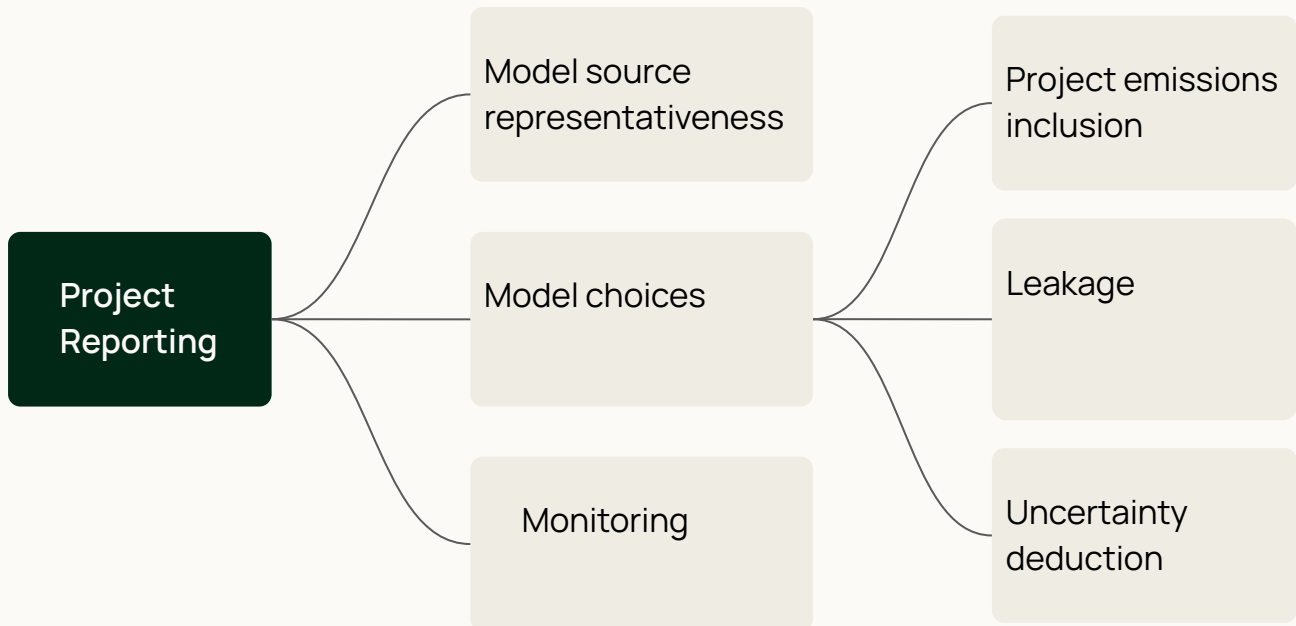 Project
Reporting
Model source
representativeness
Model choices
Monitoring
Project emissions
inclusion
Leakage
Uncertainty
deduction